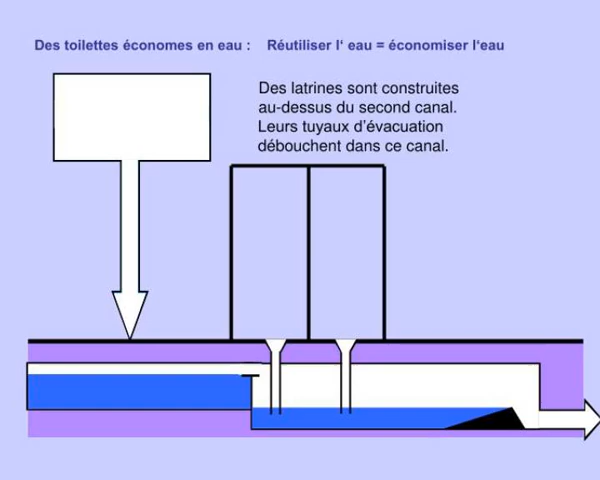 Des toilettes économes en eau : Réutiliser l' eau = économiser l'eau
Des latrines sont construites
au-dessus du second canal.
Leurs tuyaux d'évacuation
débouchent dans ce canal.